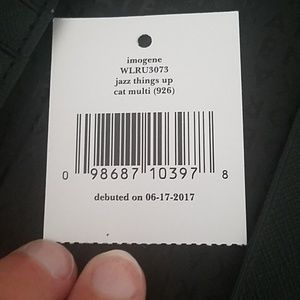 imogene
WLRU3073
jazz things up
cat multi (926)
0 98687 10397 8
debuted on 06-17-2017